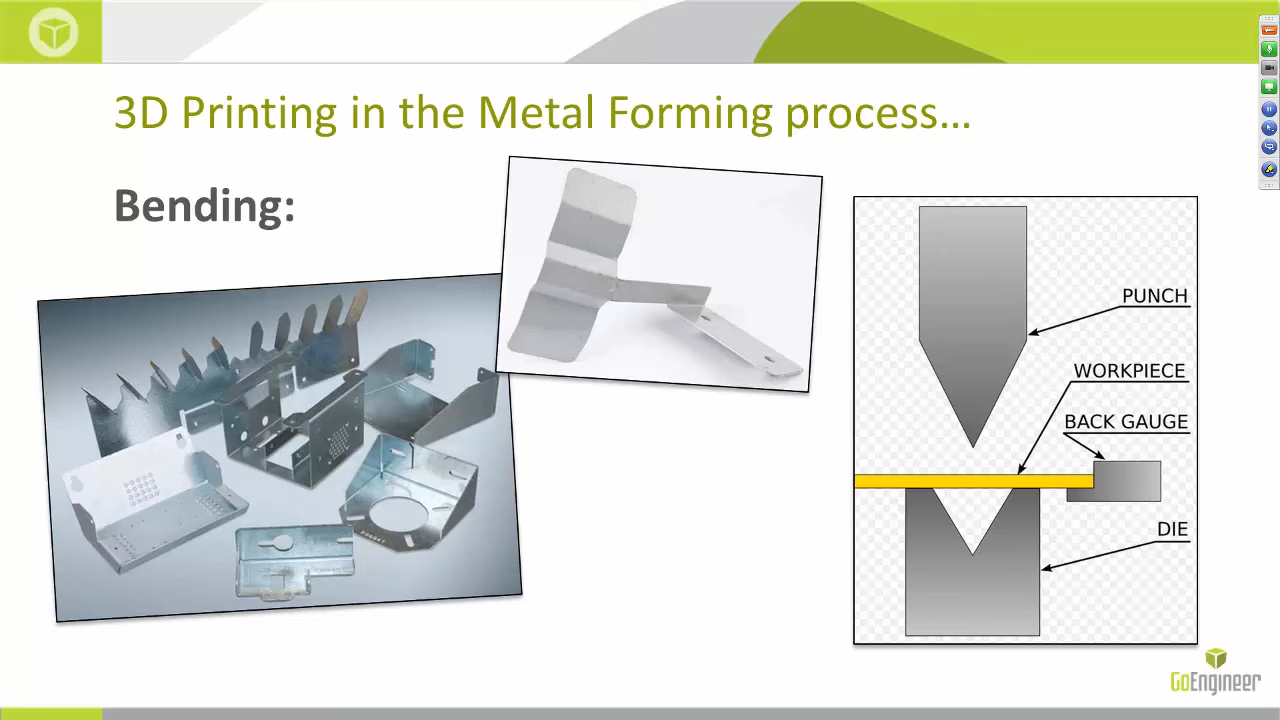 3D Printing in the Metal Forming process…
Bending:
PUNCH
WORKPIECE
BACK GAUGE
DIE
GoEngineer